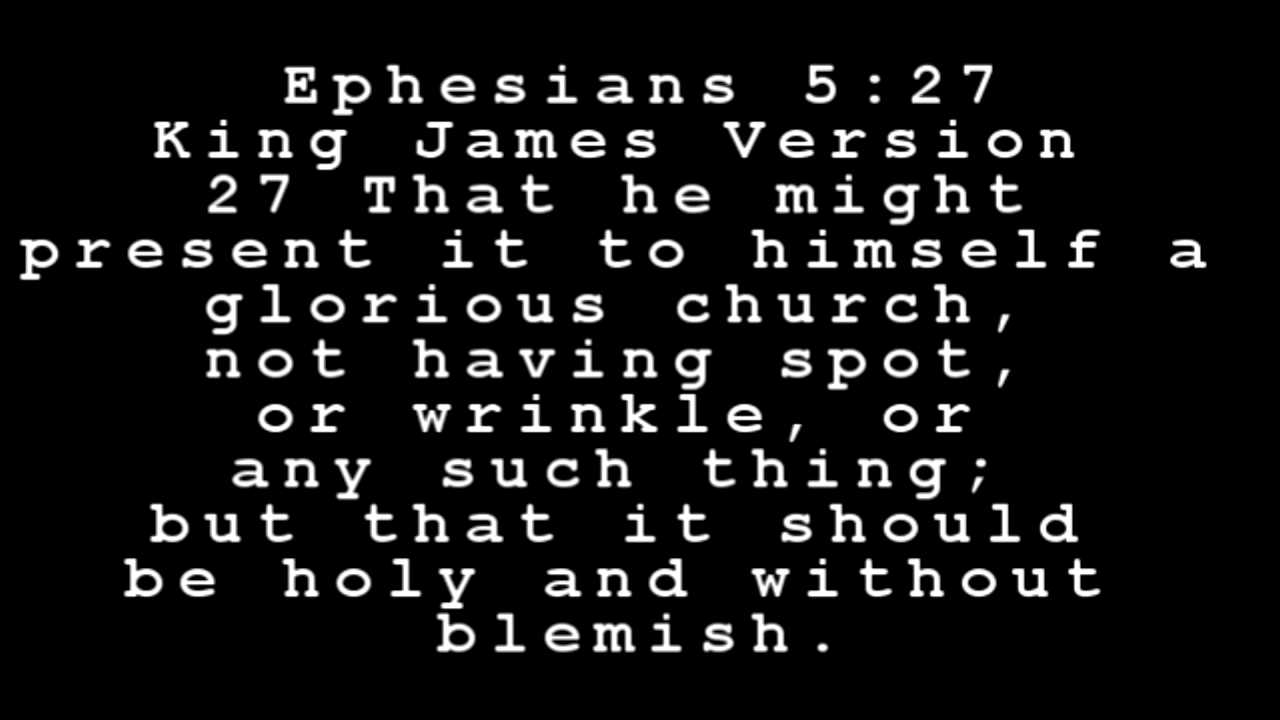 Ephesians 5:27
King James Version
27 That he might
present it to himself a
glorious church,
not having spot,
or wrinkle, or
any such thing;
but that it should
be holy and without
blemish.